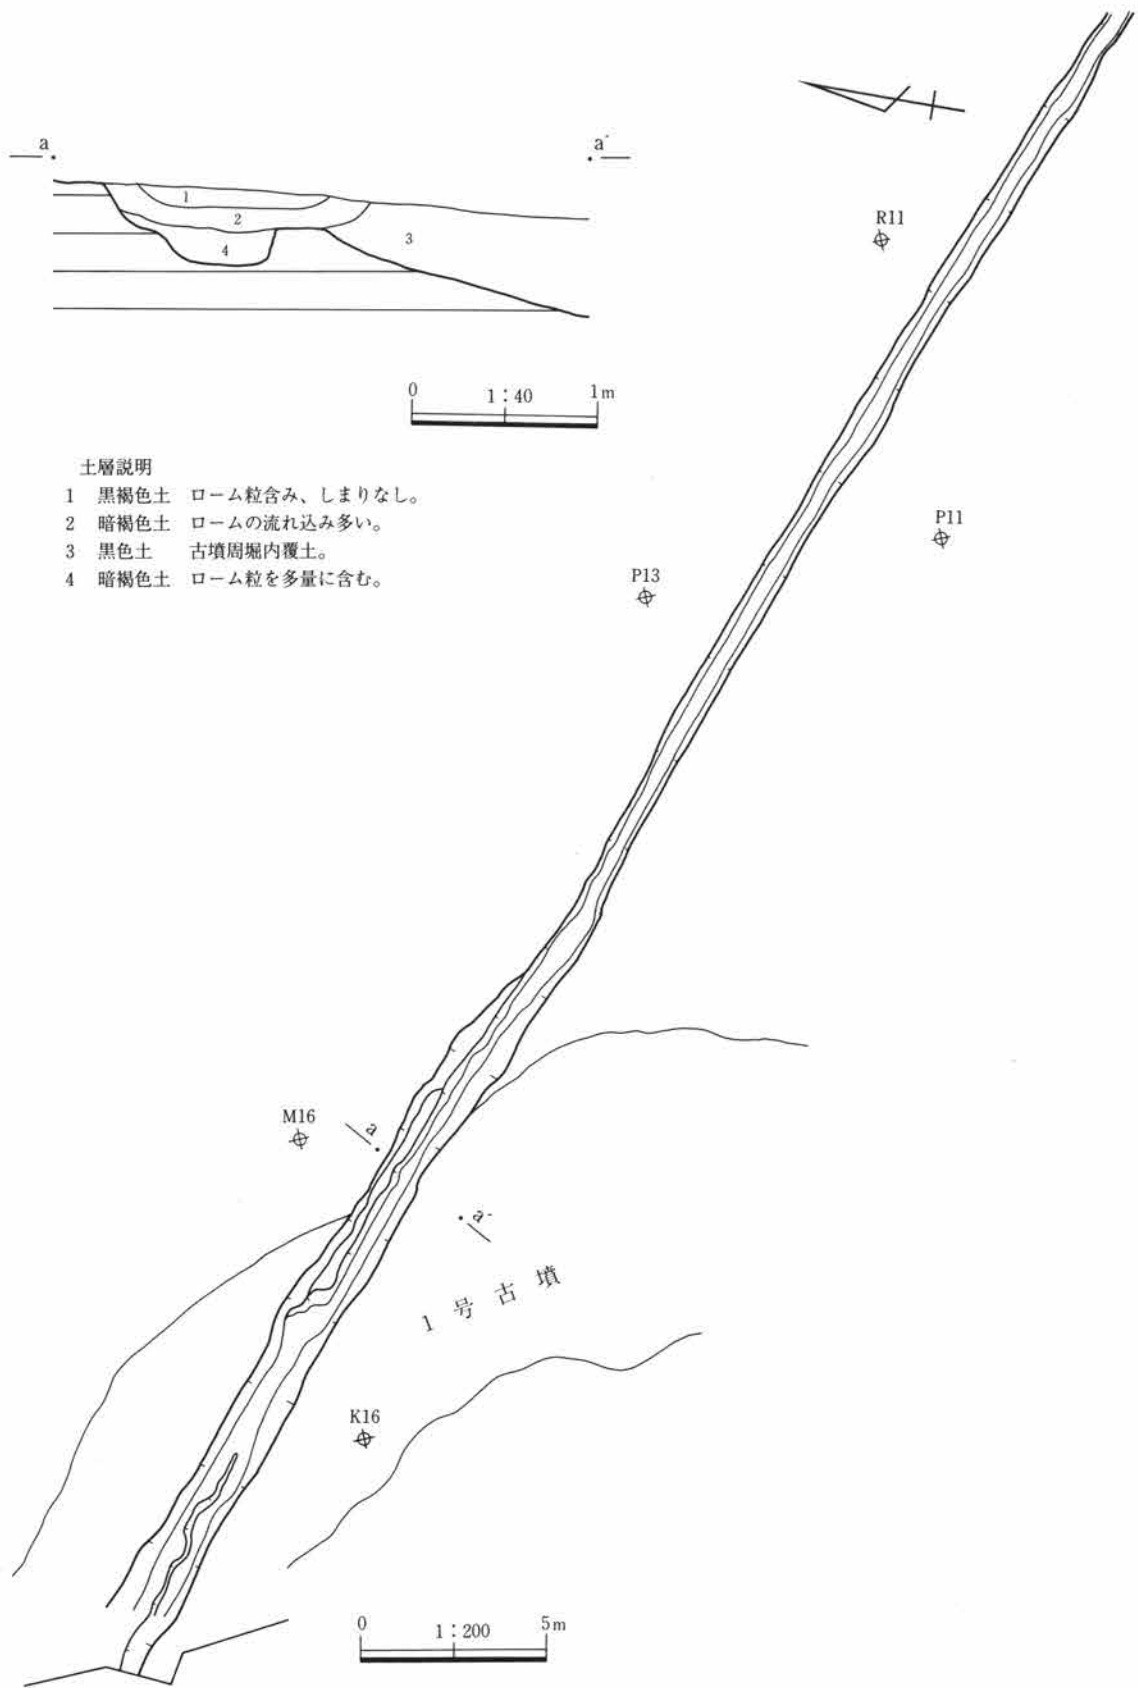 a
a´
1
2
3
4
0 1:40 1m
土層説明
1 黒褐色土 ローム粒含み、しまりなし。
2 暗褐色土 ロームの流れ込み多い。
3 黒色土 古墳周堀内覆土。
4 暗褐色土 ローム粒を多量に含む。
R11
P11
P13
M16
a
a´
1号古墳
K16
0 1:200 5m